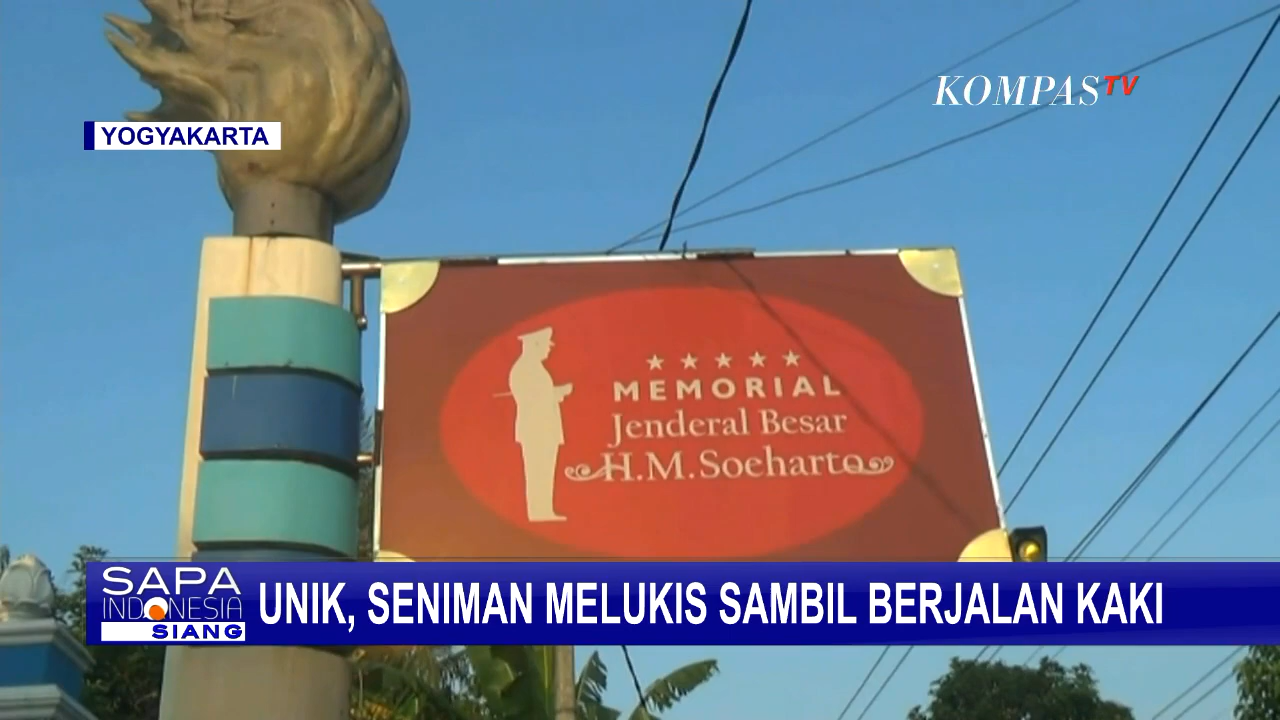 KOMPASTV
YOGYAKARTA
MEMORIAL
Jenderal Besar
H.M.Soeharto
SAPA
INDONESIA
SIANG
UNIK, SENIMAN MELUKIS SAMBIL BERJALAN KAKI